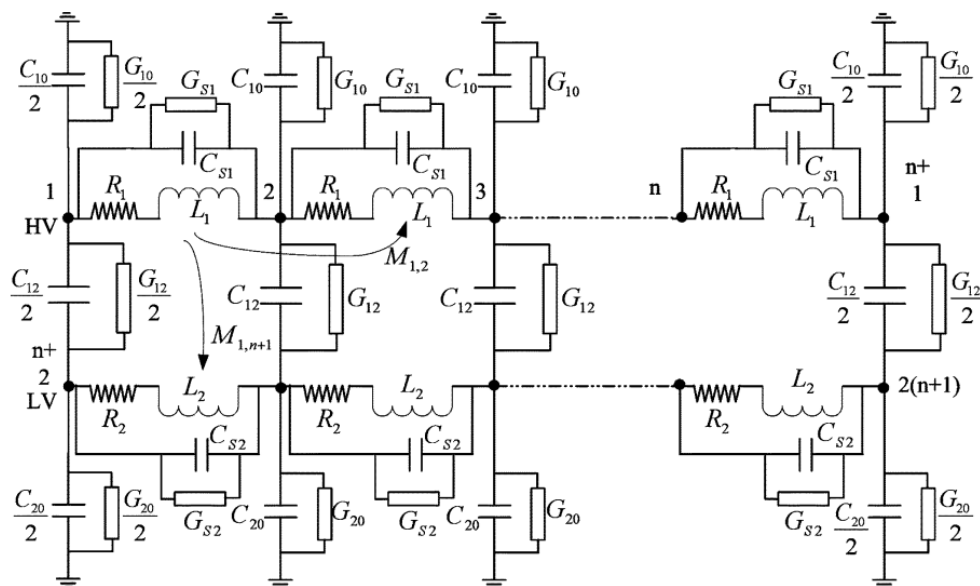 C10/2 G10/2 C10 G10 C10 G10 C10/2 G10/2
GS1 GS1 GS1
CS1 CS1 CS1
1 2 3 n n+1
R1 R1 R1
HV L1 L1 L1
M1,2
C12/2 G12/2 C12 G12 C12 G12 C12/2 G12/2
M1,n+1
n+2
LV L2 L2 L2 2(n+1)
R2 R2 R2
CS2 CS2 CS2
C20/2 G20/2 GS2 C20 G20 GS2 C20 G20 GS2 C20/2 G20/2